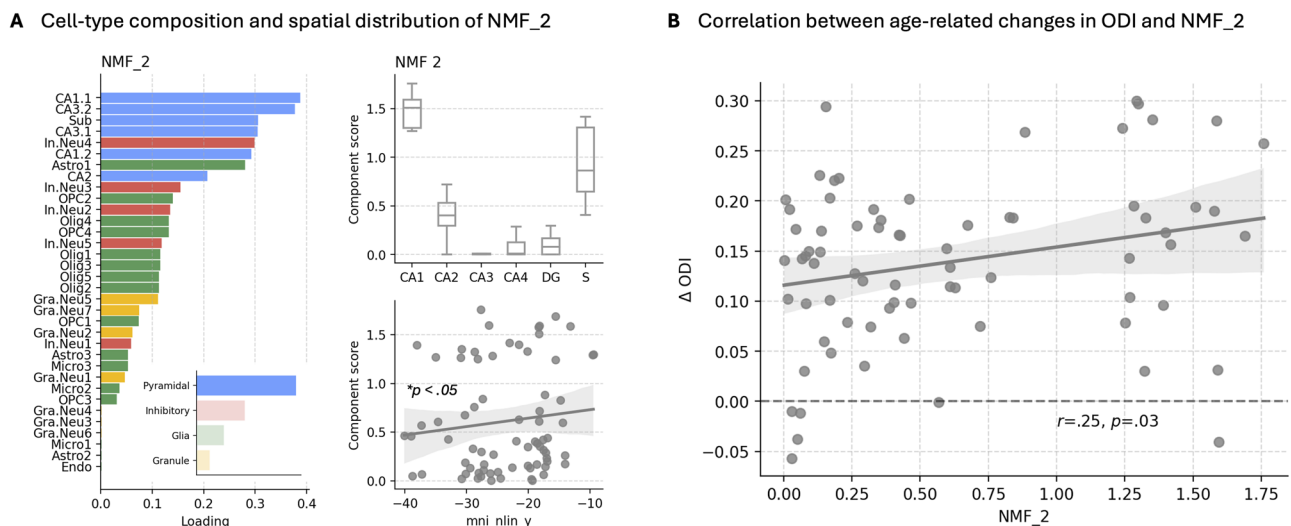 A Cell-type composition and spatial distribution of NMF_2
B Correlation between age-related changes in ODI and NMF_2
NMF_2
CA1.1
CA3.2
Sub
CA3.1
In.Neu4
CA1.2
Astro1
CA2
In.Neu3
OPC2
In.Neu2
Olig4
OPC4
In.Neu5
Olig1
Olig3
Olig5
Olig2
Gra.Neu5
Gra.Neu7
OPC1
Gra.Neu2
In.Neu1
Astro3
Micro3
Gra.Neu1
Micro2
OPC3
Gra.Neu4
Gra.Neu3
Gra.Neu6
Micro1
Astro2
Endo
0.0 0.1 0.2 0.3 0.4
Loading
Pyramidal
Inhibitory
Glia
Granule
NMF 2
Component score
1.5
1.0
0.5
0.0
CA1 CA2 CA3 CA4 DG S
Component score
1.5
1.0
0.5
0.0
*p < .05
−40 −30 −20 −10
mni_nlin_y
Δ ODI
0.30
0.25
0.20
0.15
0.10
0.05
0.00
−0.05
r=.25, p=.03
0.00 0.25 0.50 0.75 1.00 1.25 1.50 1.75
NMF_2